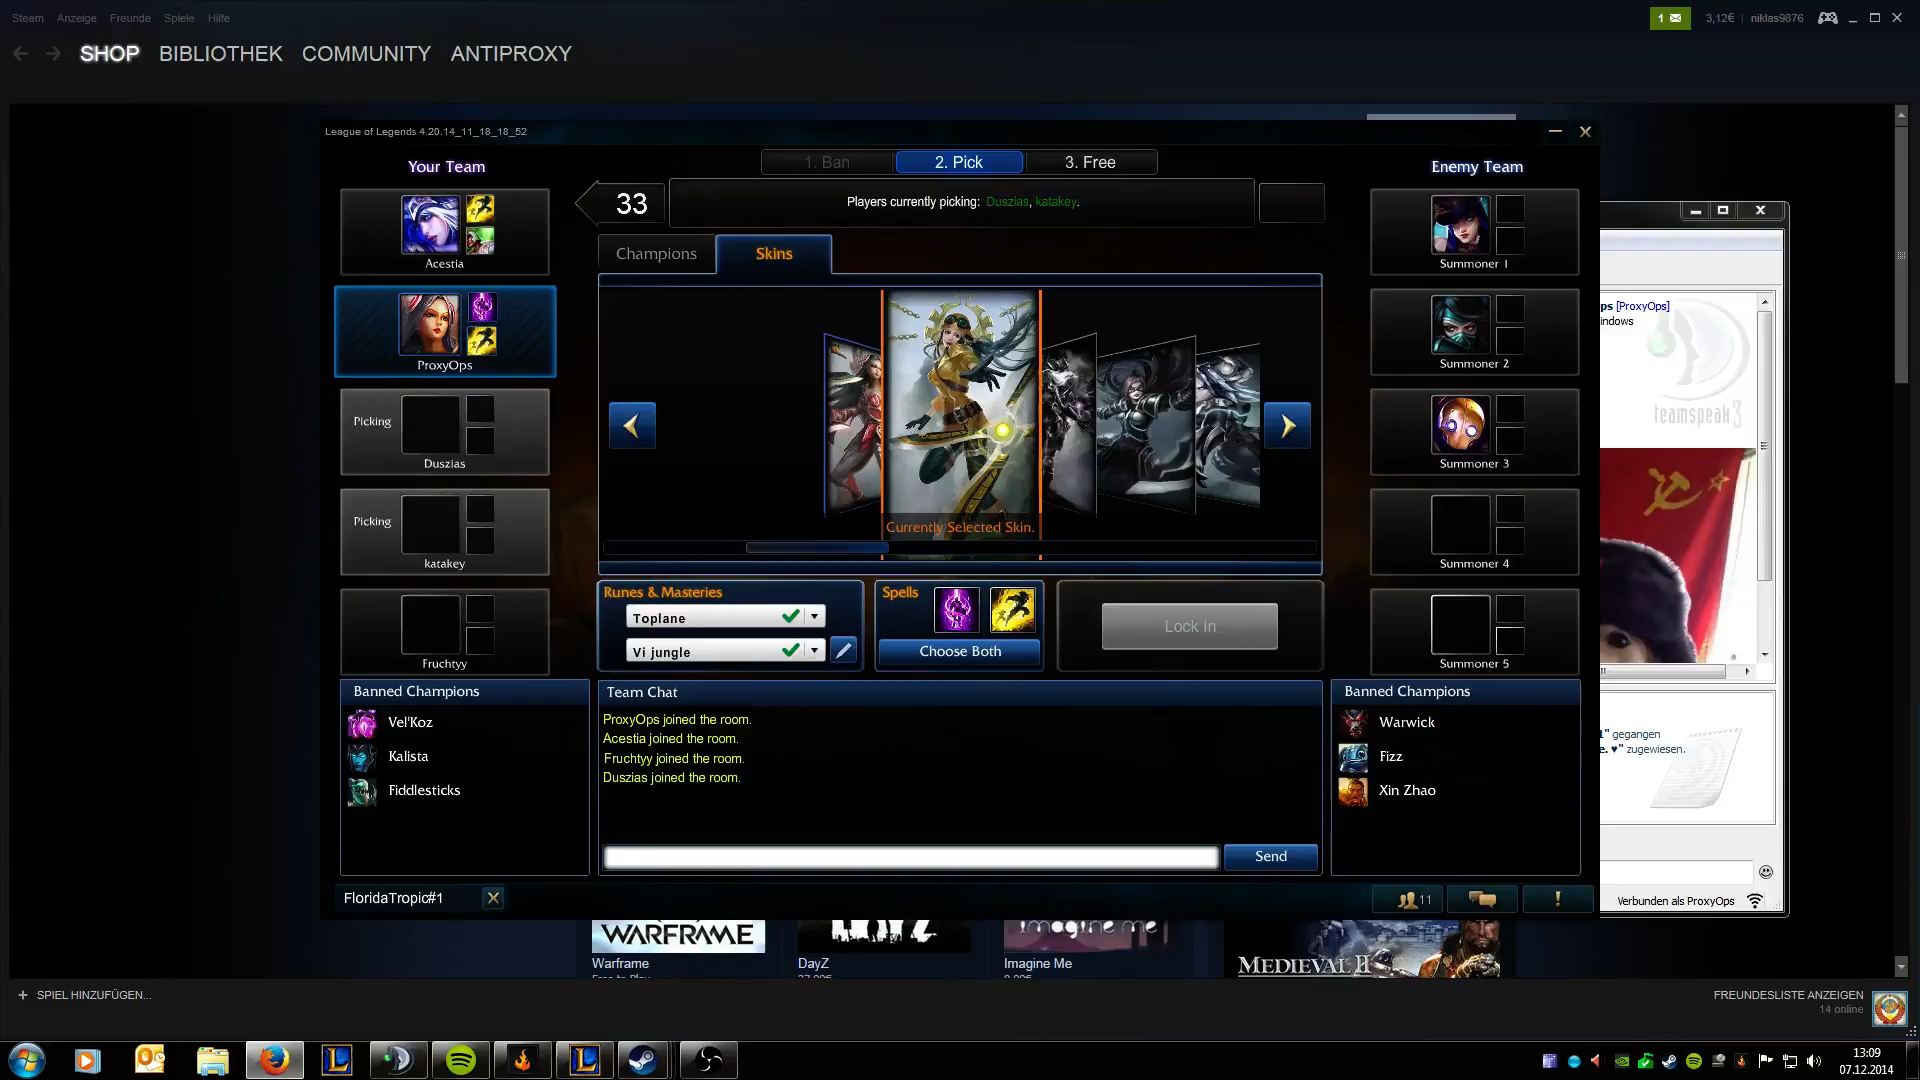 Steam Anzeige Freunde Spiele Hilfe
1 3,12€ | niklas9876
SHOP BIBLIOTHEK COMMUNITY ANTIPROXY
League of Legends 4.20.14_11_18_18_52
Your Team
1. Ban 2. Pick 3. Free
Enemy Team
33
Players currently picking: Duszias, katakey.
Champions Skins
Acestia
ProxyOps
Picking
Duszias
Picking
katakey
Fruchtyy
Summoner 1
Summoner 2
Summoner 3
Summoner 4
Summoner 5
Currently Selected Skin.
Runes & Masteries
Toplane
Vi jungle
Spells
Choose Both
Lock In
Banned Champions
Vel'Koz
Kalista
Fiddlesticks
Team Chat
ProxyOps joined the room.
Acestia joined the room.
Fruchtyy joined the room.
Duszias joined the room.
Send
Banned Champions
Warwick
Fizz
Xin Zhao
FloridaTropic#1
11
[ProxyOps]
teamspeak3
gegangen
zugewiesen.
Verbunden als ProxyOps
WARFRAME
Warframe
DayZ
imagine me
Imagine Me
MEDIEVAL II
+ SPIEL HINZUFÜGEN...
FREUNDESLISTE ANZEIGEN
14 online
13:09
07.12.2014